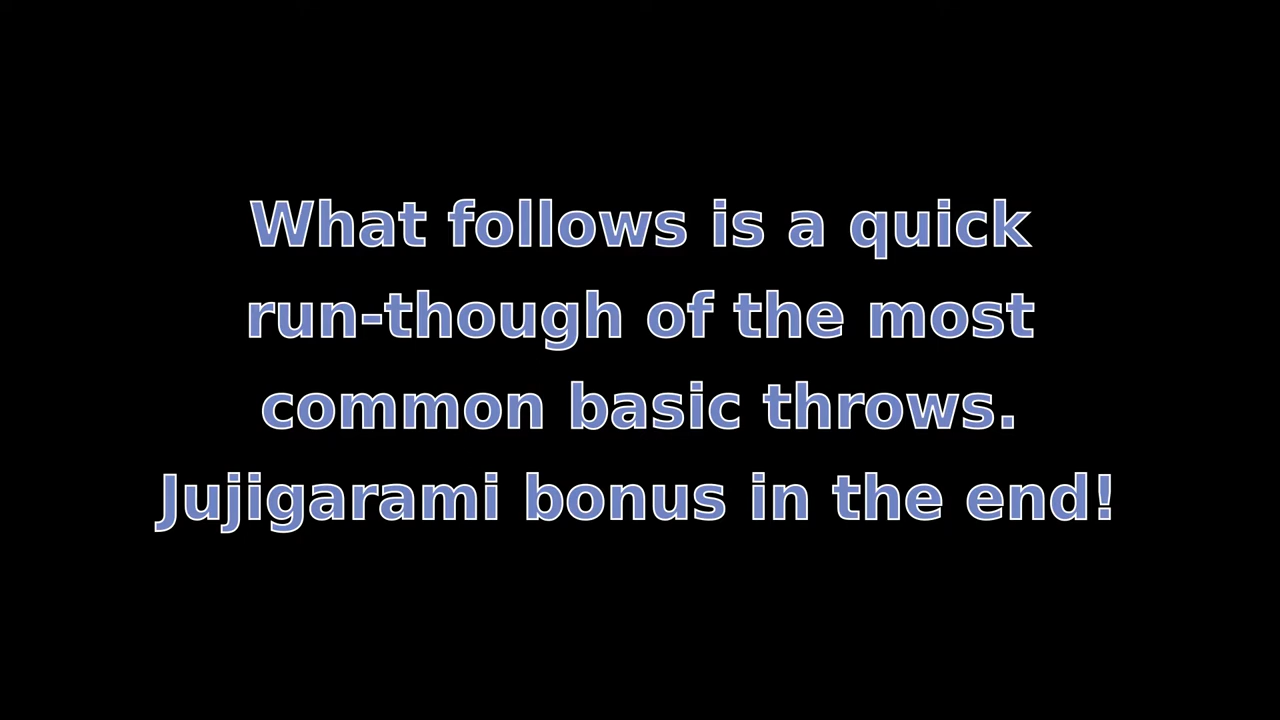 What follows is a quick
run-though of the most
common basic throws.
Jujigarami bonus in the end!